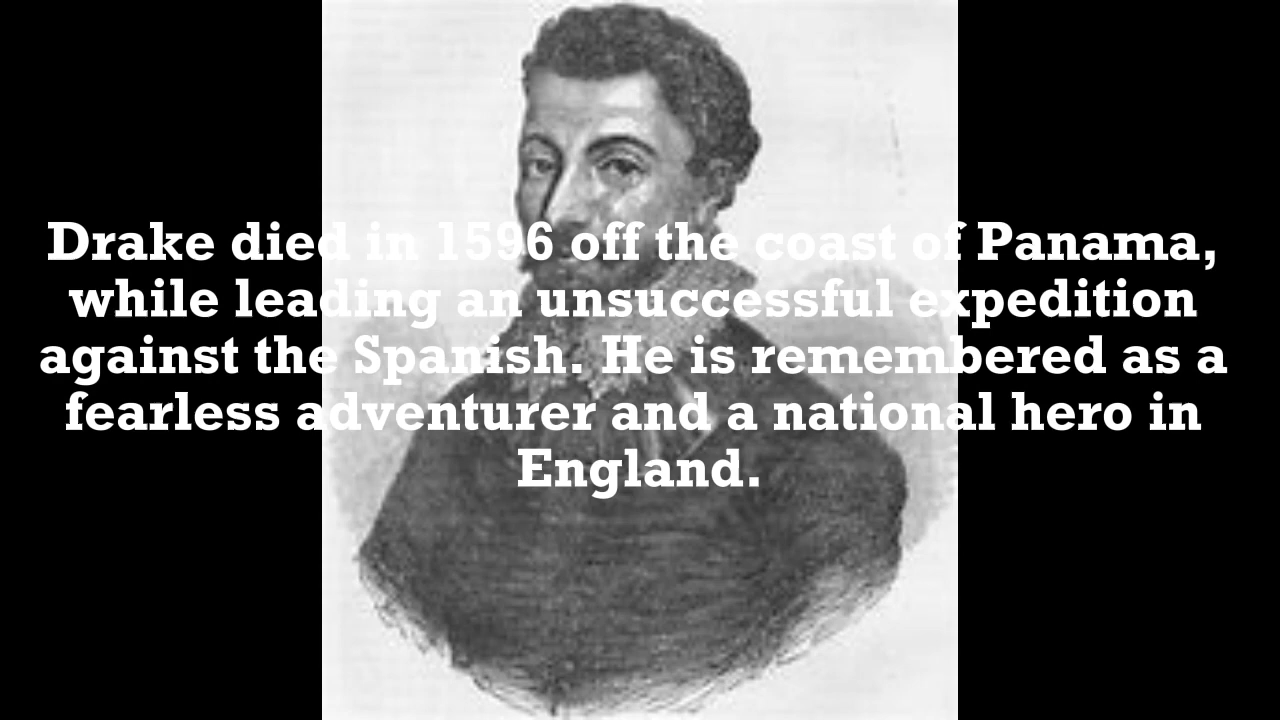 Drake died in 1596 off the coast of Panama,
while leading an unsuccessful expedition
against the Spanish. He is remembered as a
fearless adventurer and a national hero in
England.